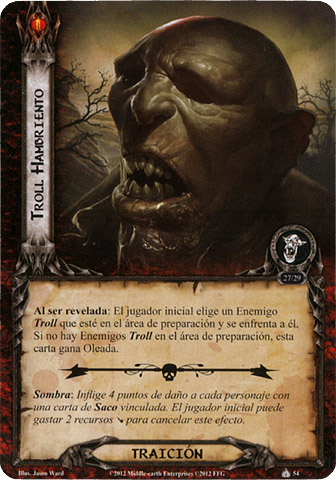 TROLL HAMBRIENTO
27/29
Al ser revelada: El jugador inicial elige un Enemigo
Troll que esté en el área de preparación y se enfrenta a él.
Si no hay Enemigos Troll en el área de preparación, esta
carta gana Oleada.
Sombra: Inflige 4 puntos de daño a cada personaje con
una carta de Saco vinculada. El jugador inicial puede
gastar 2 recursos para cancelar este efecto.
TRAICIÓN
Illus. Jason Ward
©2012 Middle-earth Enterprises ©2012 FFG
54